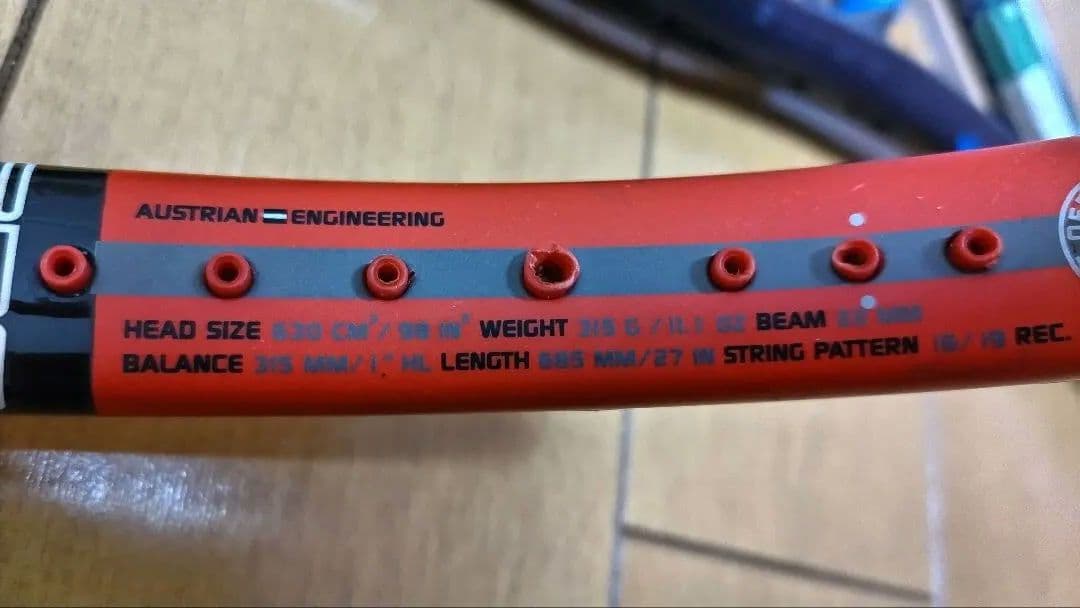 AUSTRIAN ENGINEERING
HEAD SIZE 630 CM²/98 IN² WEIGHT 315 G / 11.1 OZ BEAM MM
BALANCE 315 MM/1" HL LENGTH 685 MM/27 IN STRING PATTERN 16/19 REC.